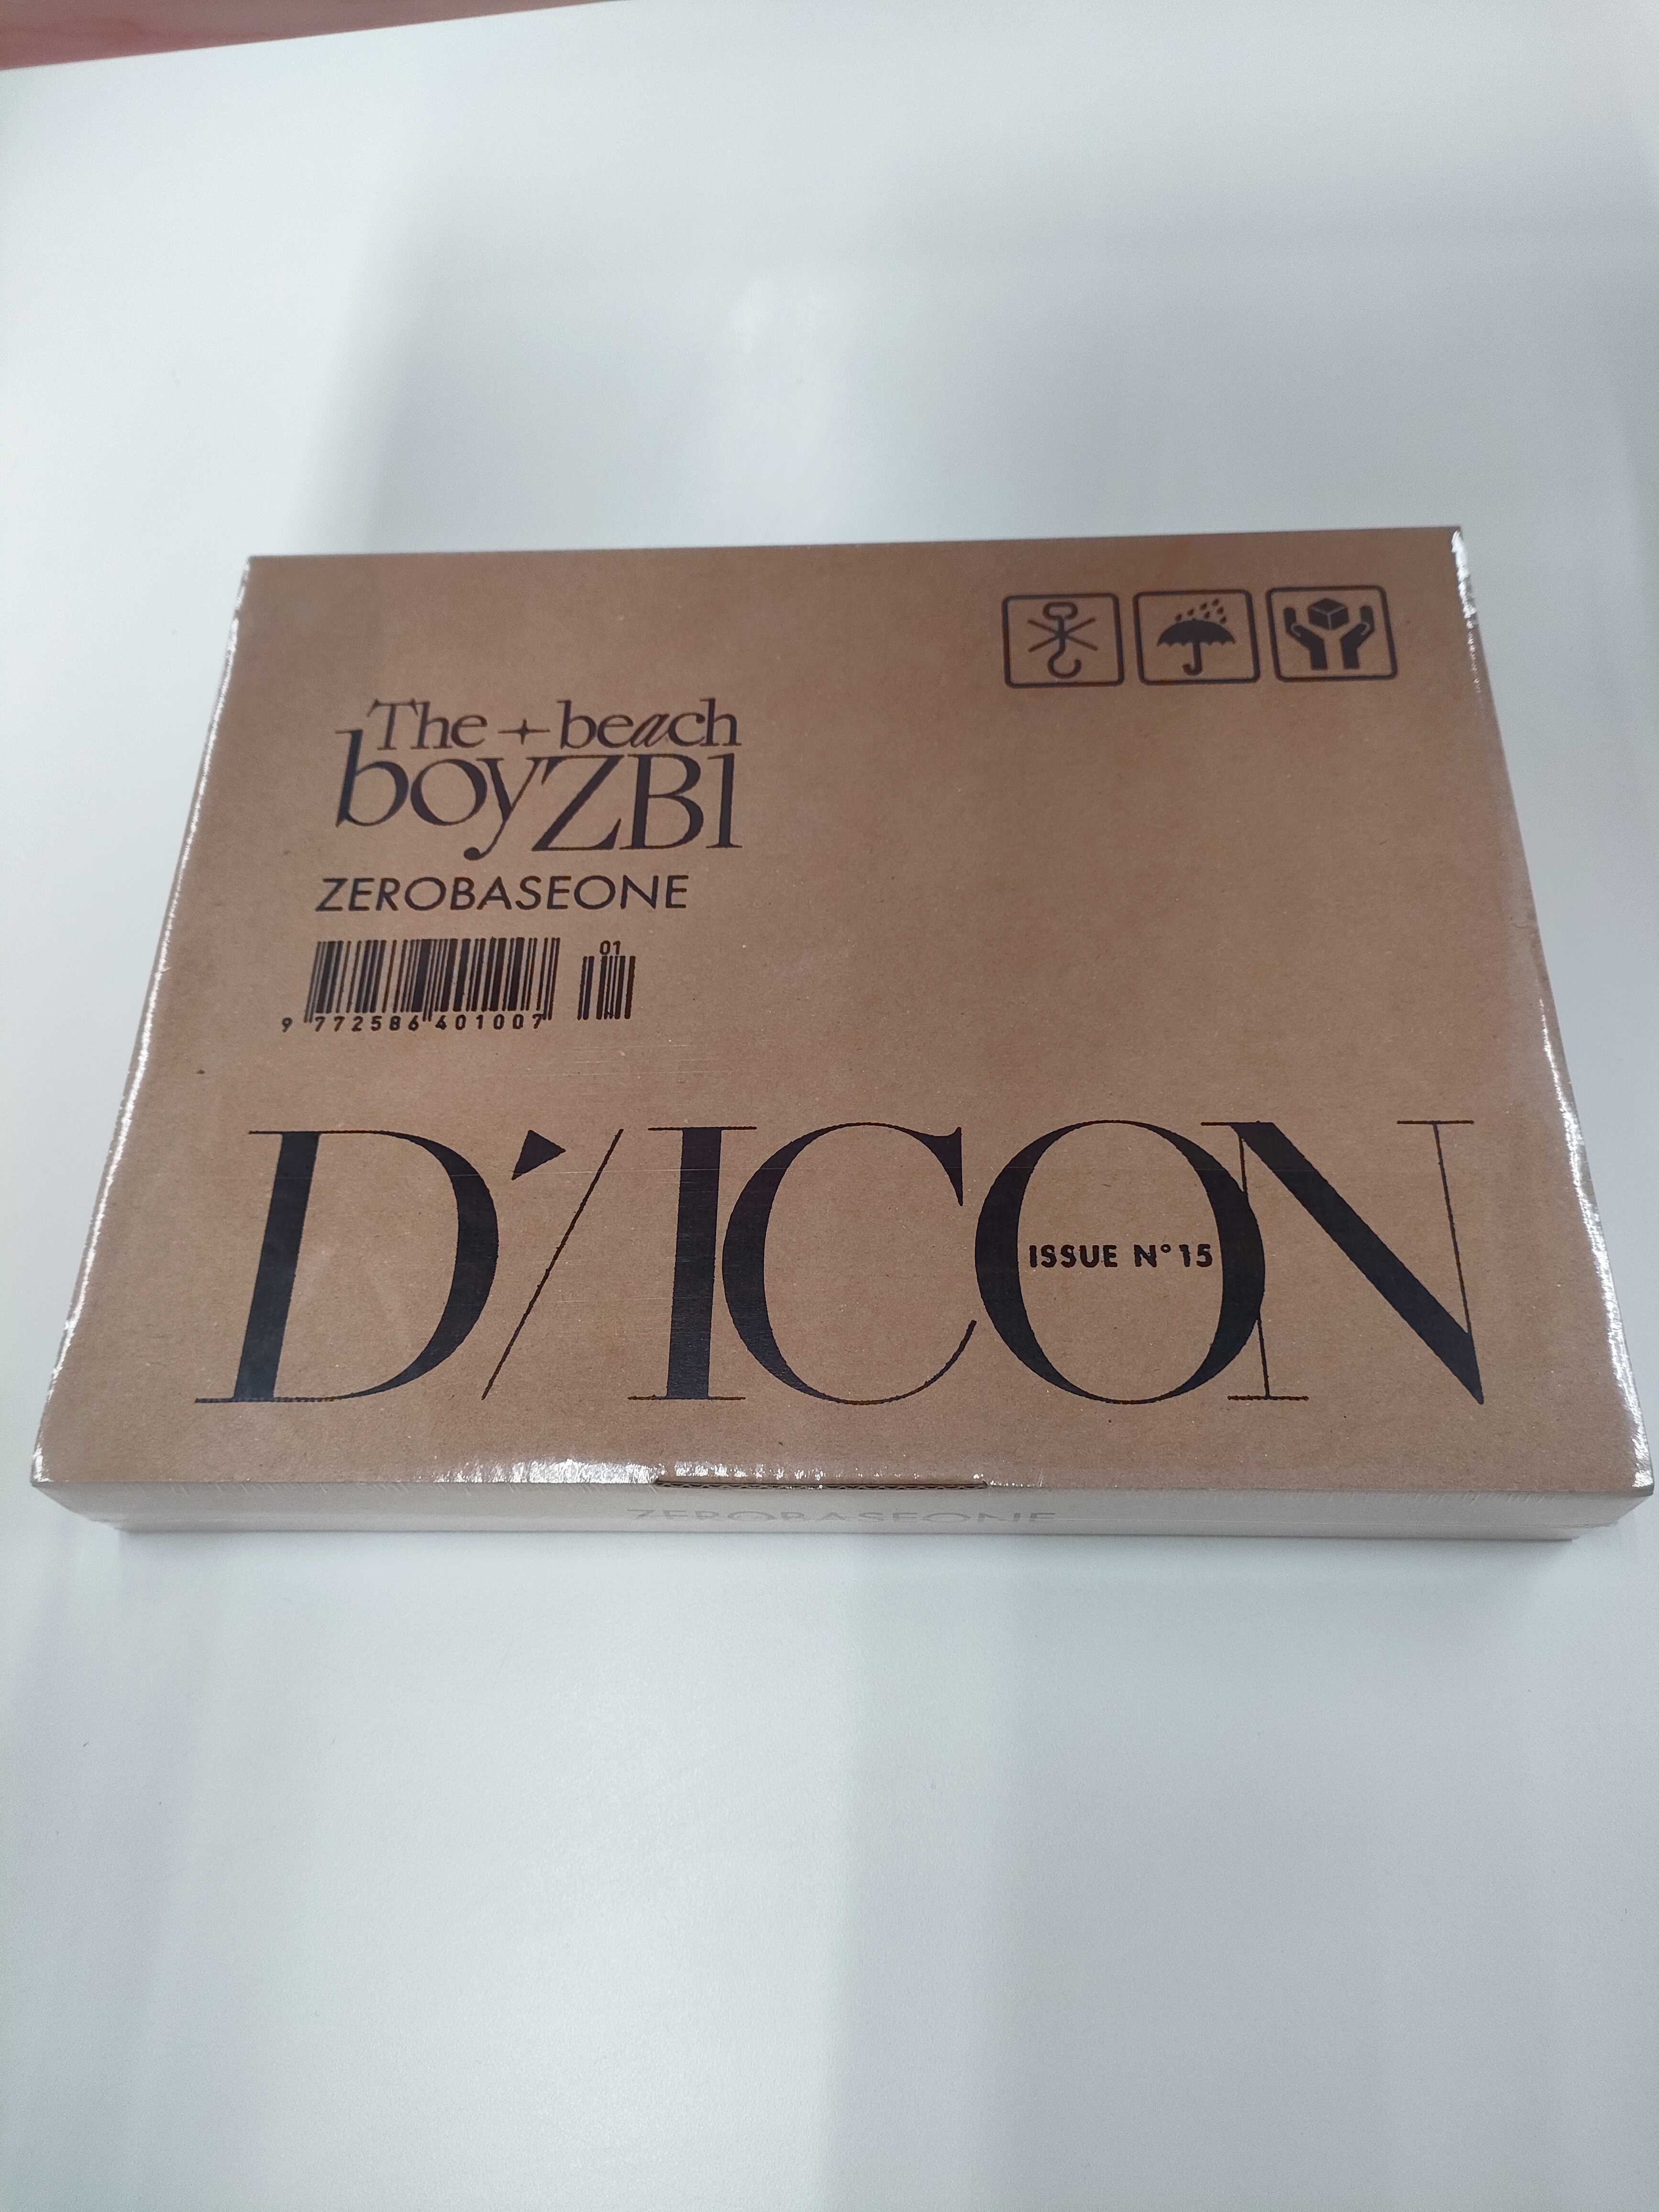 The beach
boyZB1
ZEROBASEONE
01
9 772586 401007
D'/ICON
ISSUE N° 15
ZEROBASEONE